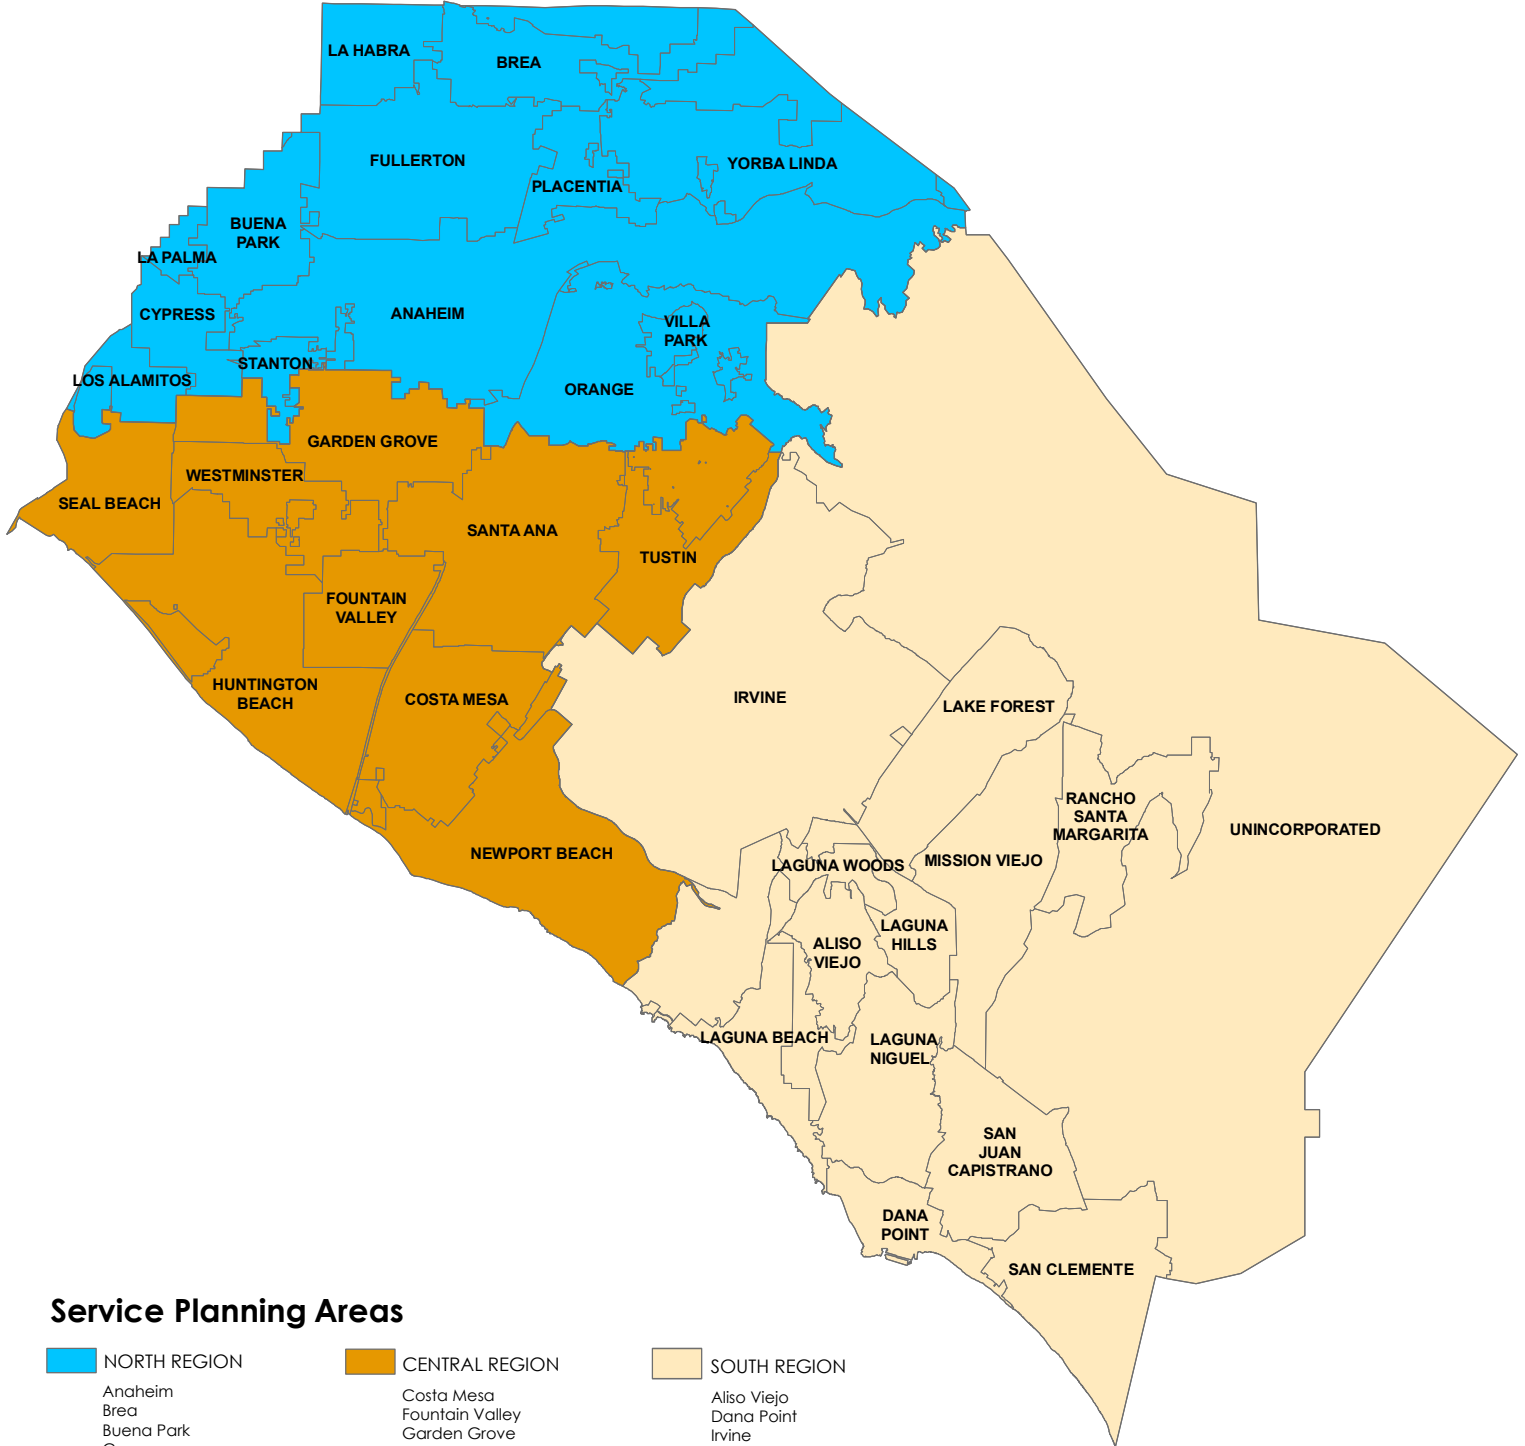 LA HABRA
BREA
FULLERTON
YORBA LINDA
PLACENTIA
BUENA
PARK
LA PALMA
CYPRESS
ANAHEIM
VILLA
PARK
STANTON
LOS ALAMITOS
ORANGE
GARDEN GROVE
WESTMINSTER
SEAL BEACH
SANTA ANA
TUSTIN
FOUNTAIN
VALLEY
HUNTINGTON
BEACH
COSTA MESA
IRVINE
LAKE FOREST
RANCHO
SANTA
MARGARITA
UNINCORPORATED
NEWPORT BEACH
LAGUNA WOODS
MISSION VIEJO
LAGUNA
HILLS
ALISO
VIEJO
LAGUNA BEACH
LAGUNA
NIGUEL
SAN
JUAN
CAPISTRANO
DANA
POINT
SAN CLEMENTE
Service Planning Areas
NORTH REGION
Anaheim
Brea
Buena Park
CENTRAL REGION
Costa Mesa
Fountain Valley
Garden Grove
SOUTH REGION
Aliso Viejo
Dana Point
Irvine